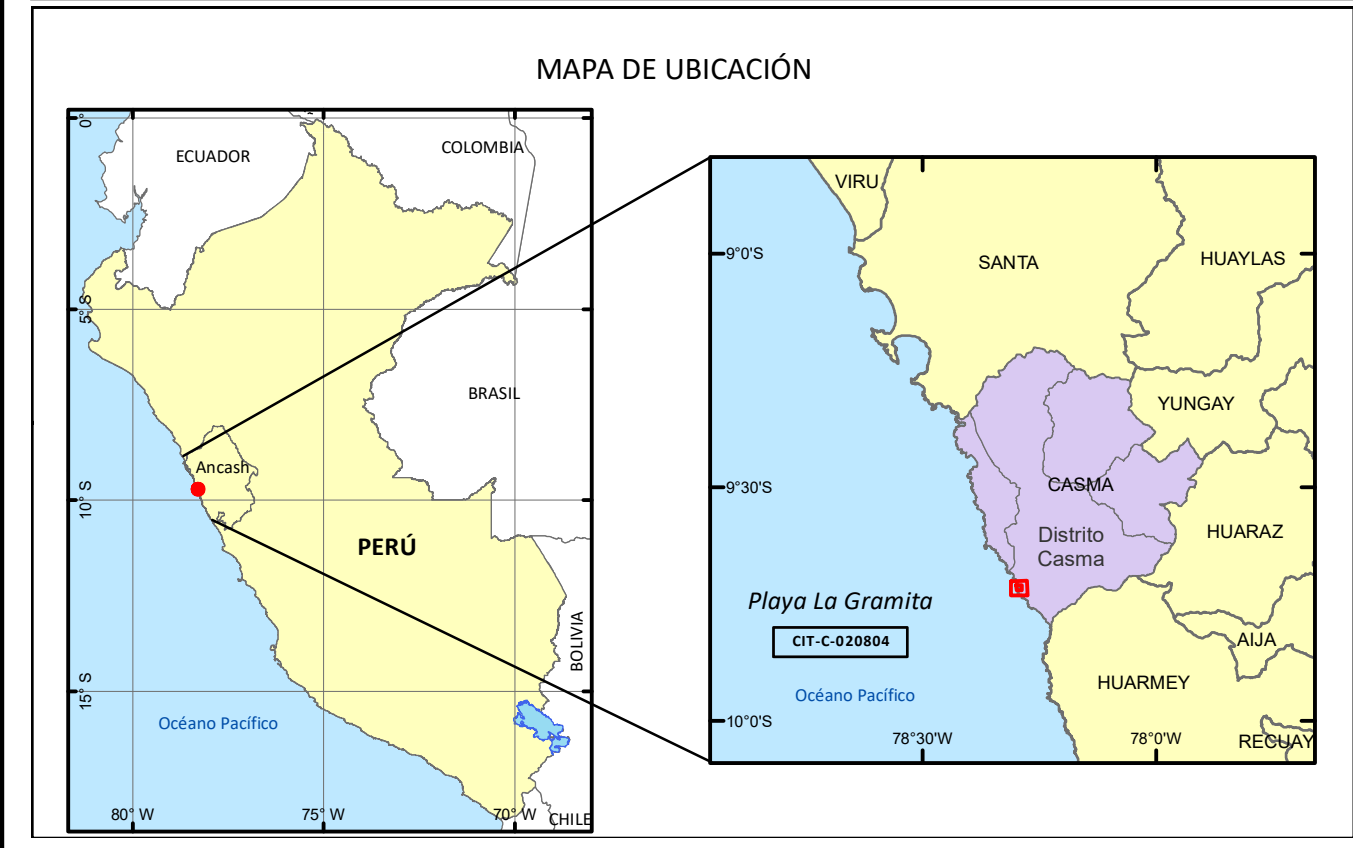 MAPA DE UBICACIÓN
0°
ECUADOR
COLOMBIA
5°S
BRASIL
Ancash
10°S
PERÚ
BOLIVIA
15°S
Océano Pacífico
80° W
75° W
70° W
CHILE
VIRU
9°0'S
SANTA
HUAYLAS
YUNGAY
9°30'S
CASMA
HUARAZ
Distrito
Casma
Playa La Gramita
CIT-C-020804
AIJA
HUARMEY
Océano Pacífico
10°0'S
78°30'W
78°0'W
RECUAY